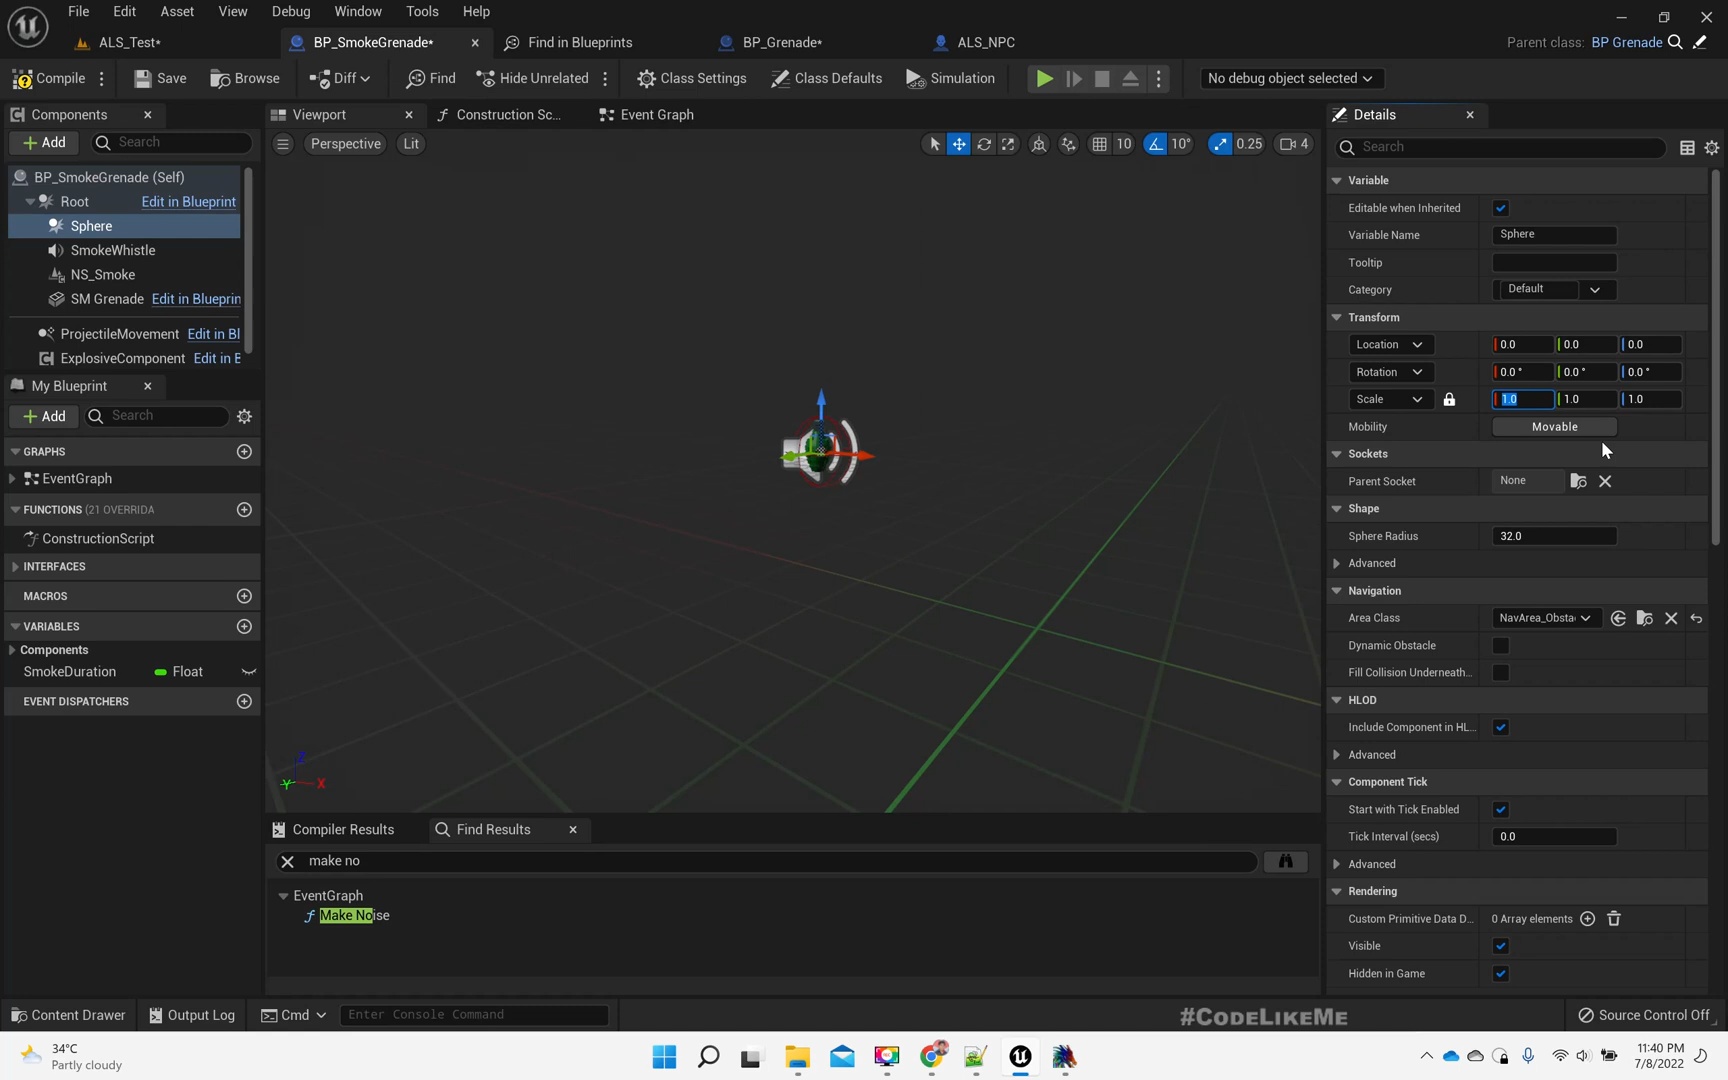 File Edit Asset View Debug Window Tools Help
ALS_Test* BP_SmokeGrenade* Find in Blueprints BP_Grenade* ALS_NPC Parent class: BP Grenade
Compile Save Browse Diff Find Hide Unrelated Class Settings Class Defaults Simulation No debug object selected
Components
Add Search
BP_SmokeGrenade (Self)
Root Edit in Blueprint
Sphere
SmokeWhistle
NS_Smoke
SM Grenade Edit in Blueprin
ProjectileMovement Edit in Bl
ExplosiveComponent Edit in E
My Blueprint
Add Search
GRAPHS
EventGraph
FUNCTIONS (21 OVERRIDA
ConstructionScript
INTERFACES
MACROS
VARIABLES
Components
SmokeDuration Float
EVENT DISPATCHERS
Viewport Construction Sc... Event Graph
Perspective Lit 10 10° 0.25 4
Z
Y X
Compiler Results Find Results
make no
EventGraph
Make Noise
Details
Search
Variable
Editable when Inherited
Variable Name Sphere
Tooltip
Category Default
Transform
Location 0.0 0.0 0.0
Rotation 0.0 ° 0.0 ° 0.0 °
Scale 1.0 1.0 1.0
Mobility Movable
Sockets
Parent Socket None
Shape
Sphere Radius 32.0
Advanced
Navigation
Area Class NavArea_Obsta
Dynamic Obstacle
Fill Collision Underneath...
HLOD
Include Component in HL...
Advanced
Component Tick
Start with Tick Enabled
Tick Interval (secs) 0.0
Advanced
Rendering
Custom Primitive Data D... 0 Array elements
Visible
Hidden in Game
Content Drawer Output Log Cmd Enter Console Command #CodeLikeMe Source Control Off
34°C
Partly cloudy
11:40 PM
7/8/2022